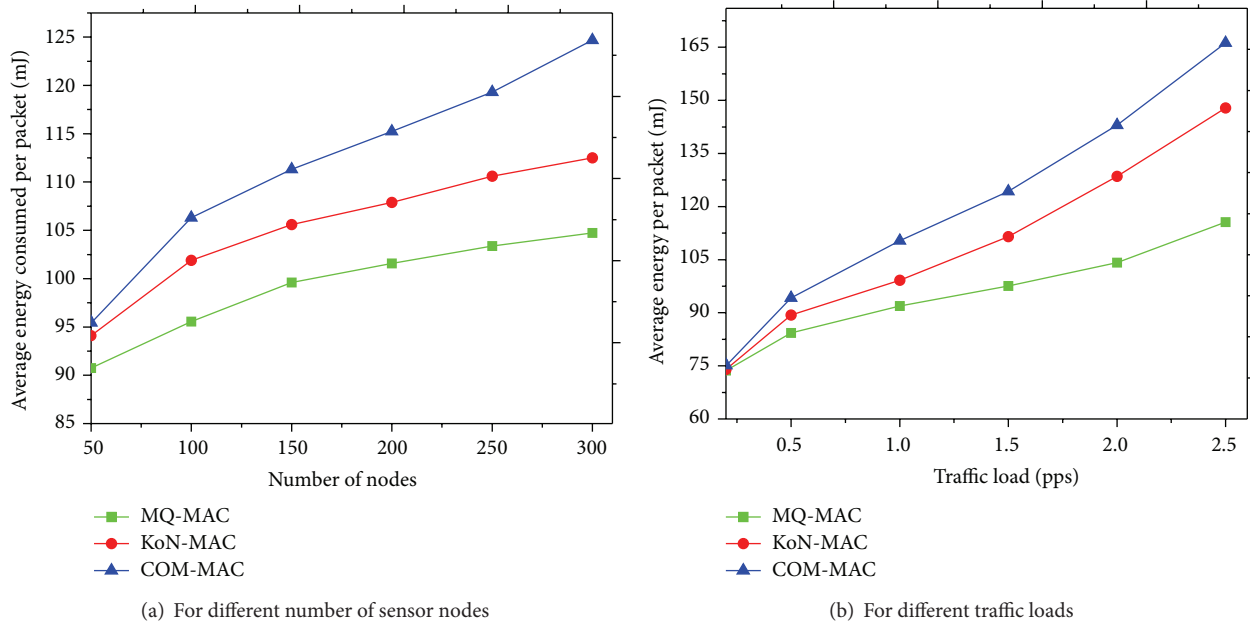 Average energy consumed per packet (mJ)
125
120
115
110
105
100
95
90
85
50
100
150
200
250
300
Number of nodes
MQ-MAC
KoN-MAC
COM-MAC
(a) For different number of sensor nodes
Average energy per packet (mJ)
165
150
135
120
105
90
75
60
0.5
1.0
1.5
2.0
2.5
Traffic load (pps)
MQ-MAC
KoN-MAC
COM-MAC
(b) For different traffic loads